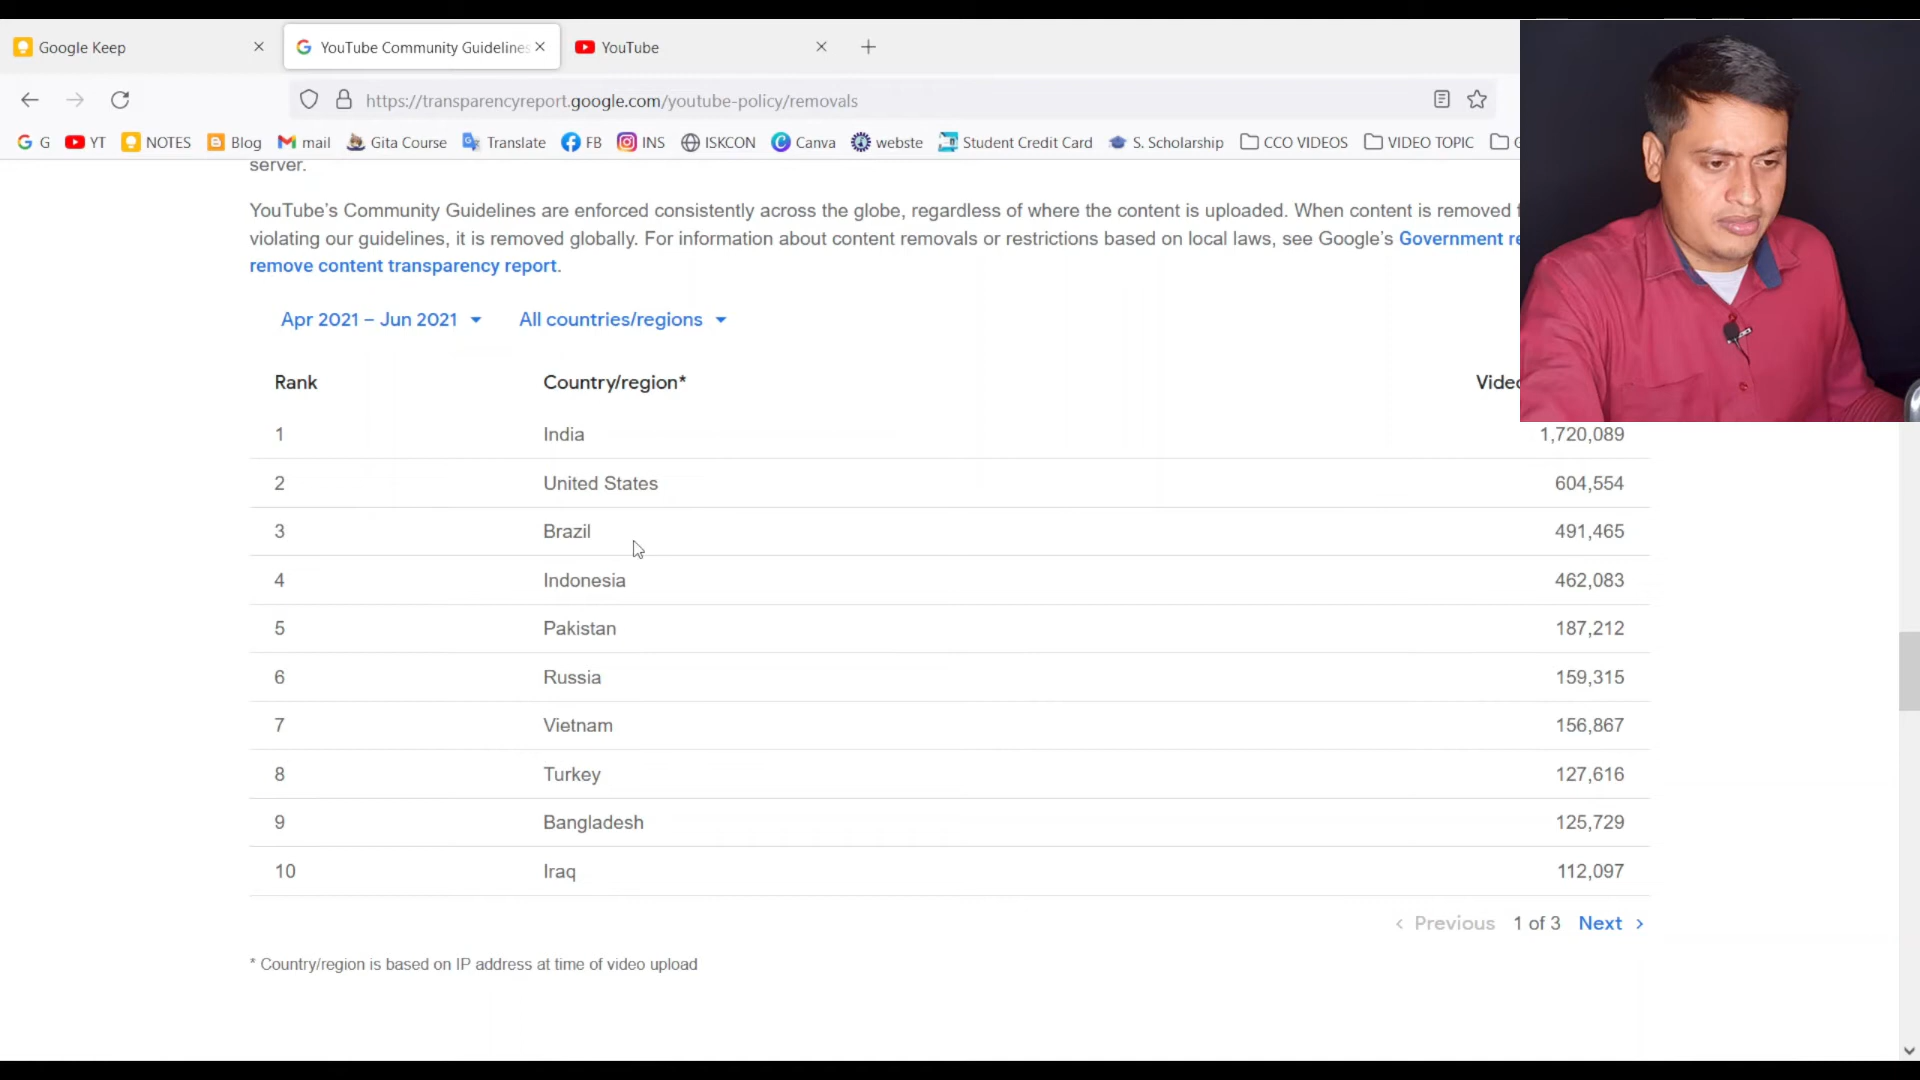 Google Keep
YouTube Community Guidelines
YouTube
https://transparencyreport.google.com/youtube-policy/removals
G YT NOTES Blog mail Gita Course Translate FB INS ISKCON Canva webste Student Credit Card S. Scholarship CCO VIDEOS VIDEO TOPIC
server.
YouTube's Community Guidelines are enforced consistently across the globe, regardless of where the content is uploaded. When content is removed
violating our guidelines, it is removed globally. For information about content removals or restrictions based on local laws, see Google's Government
remove content transparency report.
Apr 2021 – Jun 2021 All countries/regions
Rank Country/region*
1 India 1,720,089
2 United States 604,554
3 Brazil 491,465
4 Indonesia 462,083
5 Pakistan 187,212
6 Russia 159,315
7 Vietnam 156,867
8 Turkey 127,616
9 Bangladesh 125,729
10 Iraq 112,097
‹ Previous 1 of 3 Next ›
* Country/region is based on IP address at time of video upload